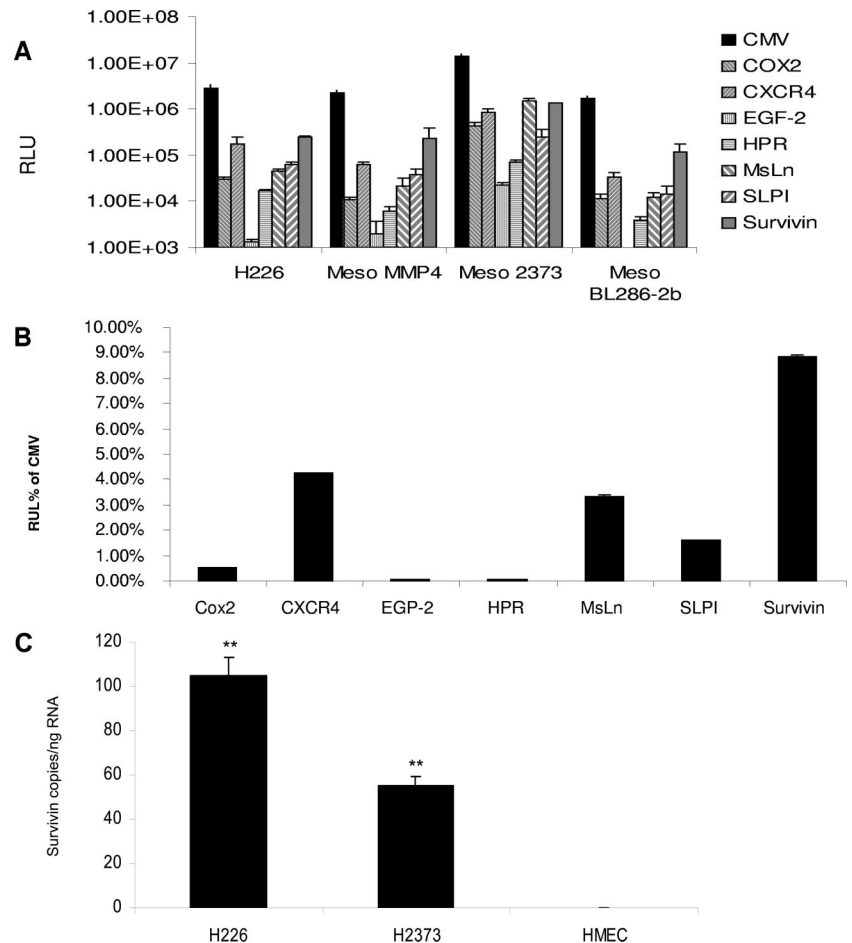 A
RLU
1.00E+08
1.00E+07
1.00E+06
1.00E+05
1.00E+04
1.00E+03
H226
Meso MMP4
Meso 2373
Meso
BL286-2b
CMV
COX2
CXCR4
EGF-2
HPR
MsLn
SLPI
Survivin
B
RUL% of CMV
10.00%
9.00%
8.00%
7.00%
6.00%
5.00%
4.00%
3.00%
2.00%
1.00%
0.00%
Cox2
CXCR4
EGP-2
HPR
MsLn
SLPI
Survivin
C
Survivin copies/ng RNA
120
100
80
60
40
20
0
**
**
H226
H2373
HMEC